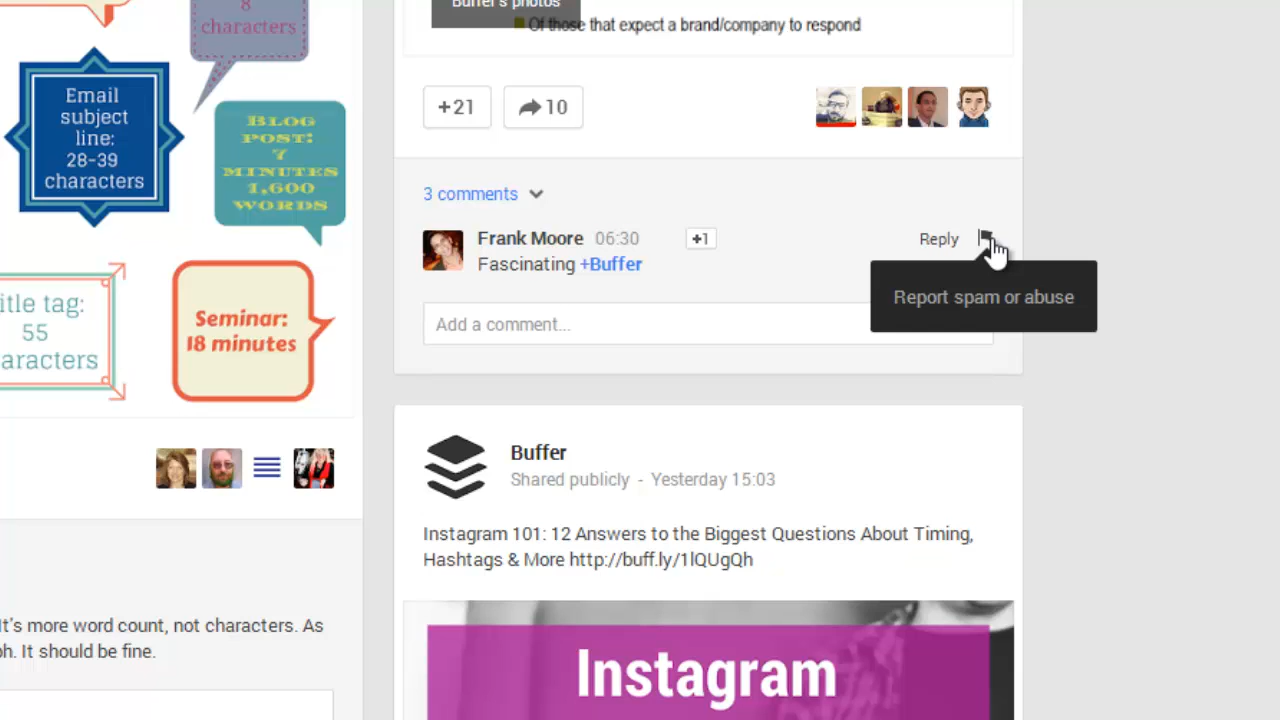 8
characters
Email
subject
line:
28-39
characters
BLOG
POST:
7
MINUTES
1,600
WORDS
itle tag:
55
aracters
Seminar:
18 minutes
It's more word count, not characters. As
ph. It should be fine.
Buffer's photos
Of those that expect a brand/company to respond
+21
10
3 comments
Frank Moore 06:30 +1 Reply
Fascinating +Buffer
Report spam or abuse
Add a comment...
Buffer
Shared publicly - Yesterday 15:03
Instagram 101: 12 Answers to the Biggest Questions About Timing,
Hashtags & More http://buff.ly/1lQUgQh
Instagram